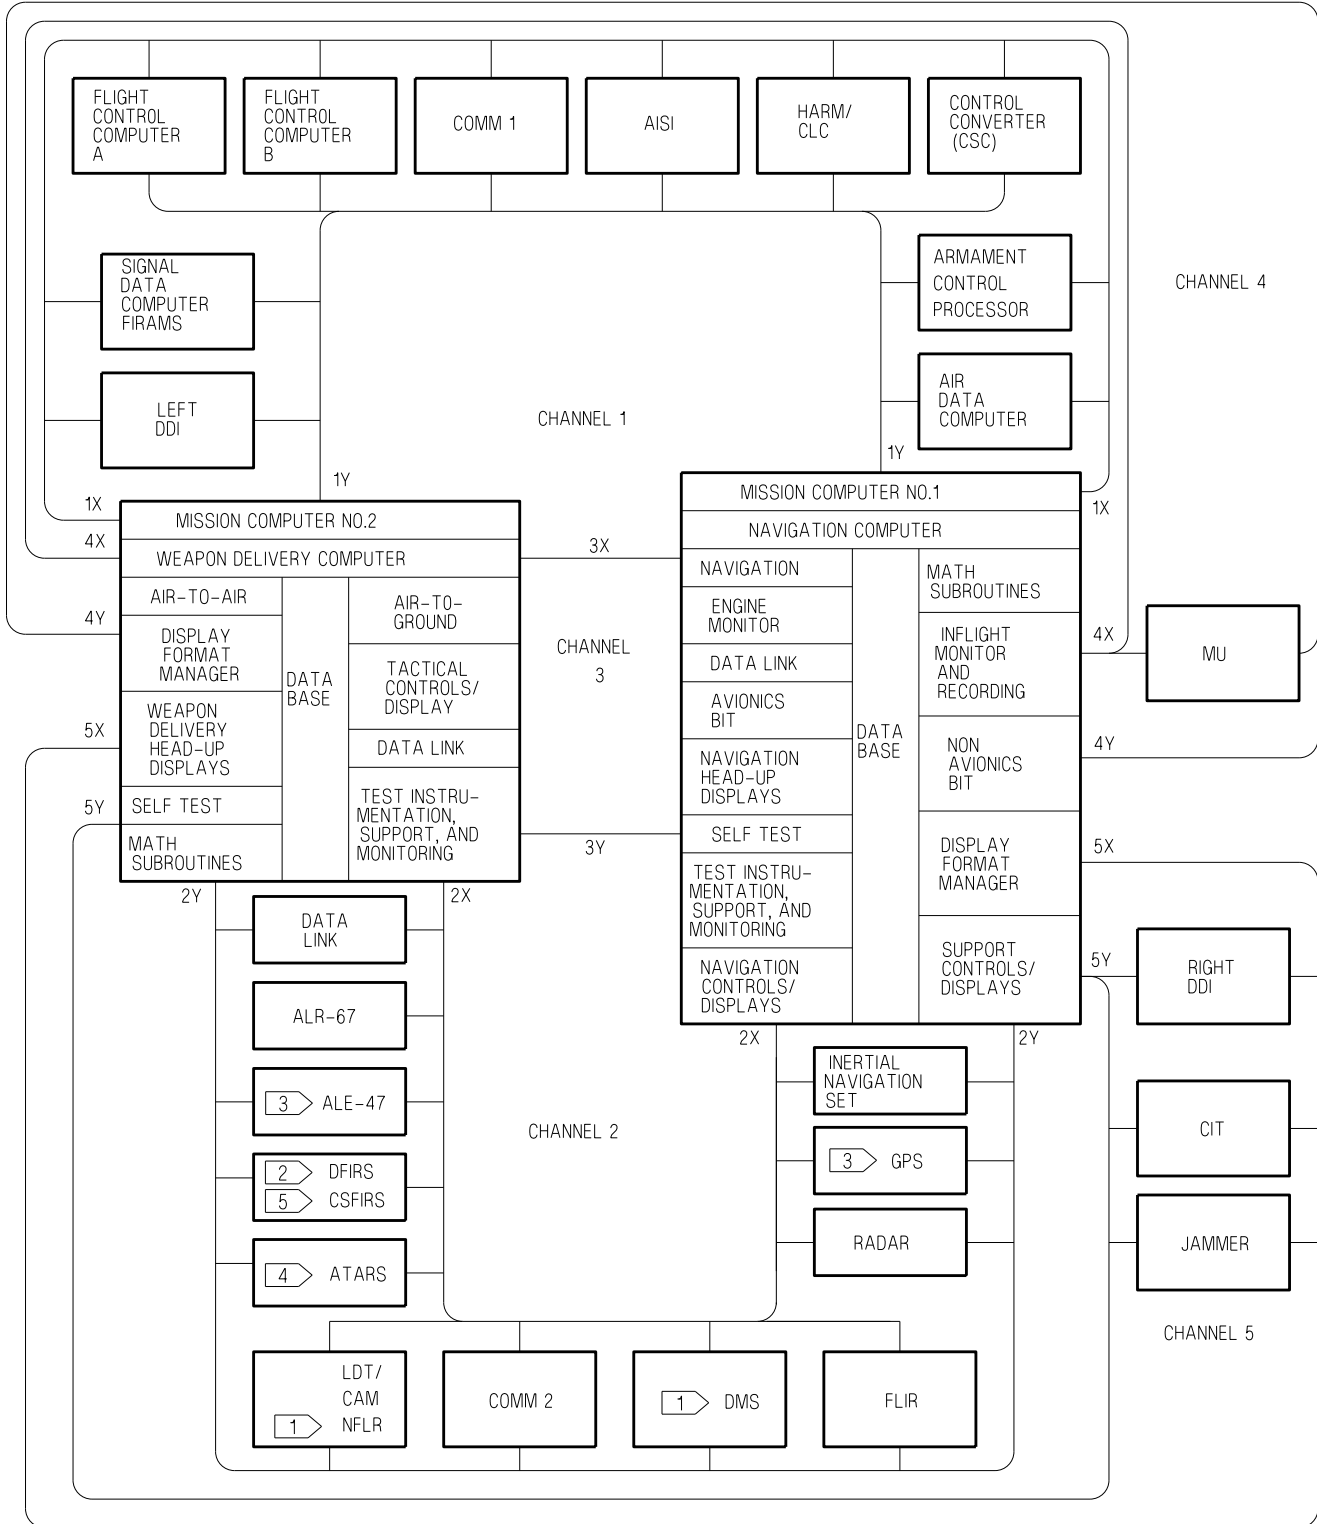 FLIGHT
CONTROL
COMPUTER
A
FLIGHT
CONTROL
COMPUTER
B
COMM 1
AISI
HARM/
CLC
CONTROL
CONVERTER
(CSC)
SIGNAL
DATA
COMPUTER
FIRAMS
ARMAMENT
CONTROL
PROCESSOR
CHANNEL 4
LEFT
DDI
CHANNEL 1
AIR
DATA
COMPUTER
1Y
1Y
1X
4X
4Y
5X
5Y
MISSION COMPUTER NO.2
WEAPON DELIVERY COMPUTER
AIR-TO-AIR
DISPLAY
FORMAT
MANAGER
WEAPON
DELIVERY
HEAD-UP
DISPLAYS
SELF TEST
MATH
SUBROUTINES
DATA
BASE
AIR-TO-
GROUND
TACTICAL
CONTROLS/
DISPLAY
DATA LINK
TEST INSTRU-
MENTATION,
SUPPORT, AND
MONITORING
3X
CHANNEL
3
3Y
MISSION COMPUTER NO.1
NAVIGATION COMPUTER
NAVIGATION
ENGINE
MONITOR
DATA LINK
AVIONICS
BIT
NAVIGATION
HEAD-UP
DISPLAYS
SELF TEST
TEST INSTRU-
MENTATION,
SUPPORT, AND
MONITORING
NAVIGATION
CONTROLS/
DISPLAYS
DATA
BASE
MATH
SUBROUTINES
INFLIGHT
MONITOR
AND
RECORDING
NON
AVIONICS
BIT
DISPLAY
FORMAT
MANAGER
SUPPORT
CONTROLS/
DISPLAYS
1X
4X
MU
4Y
5X
5Y
RIGHT
DDI
CIT
JAMMER
CHANNEL 5
2Y
2X
DATA
LINK
ALR-67
3 ALE-47
2 DFIRS
5 CSFIRS
4 ATARS
CHANNEL 2
2X
2Y
INERTIAL
NAVIGATION
SET
3 GPS
RADAR
LDT/
CAM
1 NFLR
COMM 2
1 DMS
FLIR